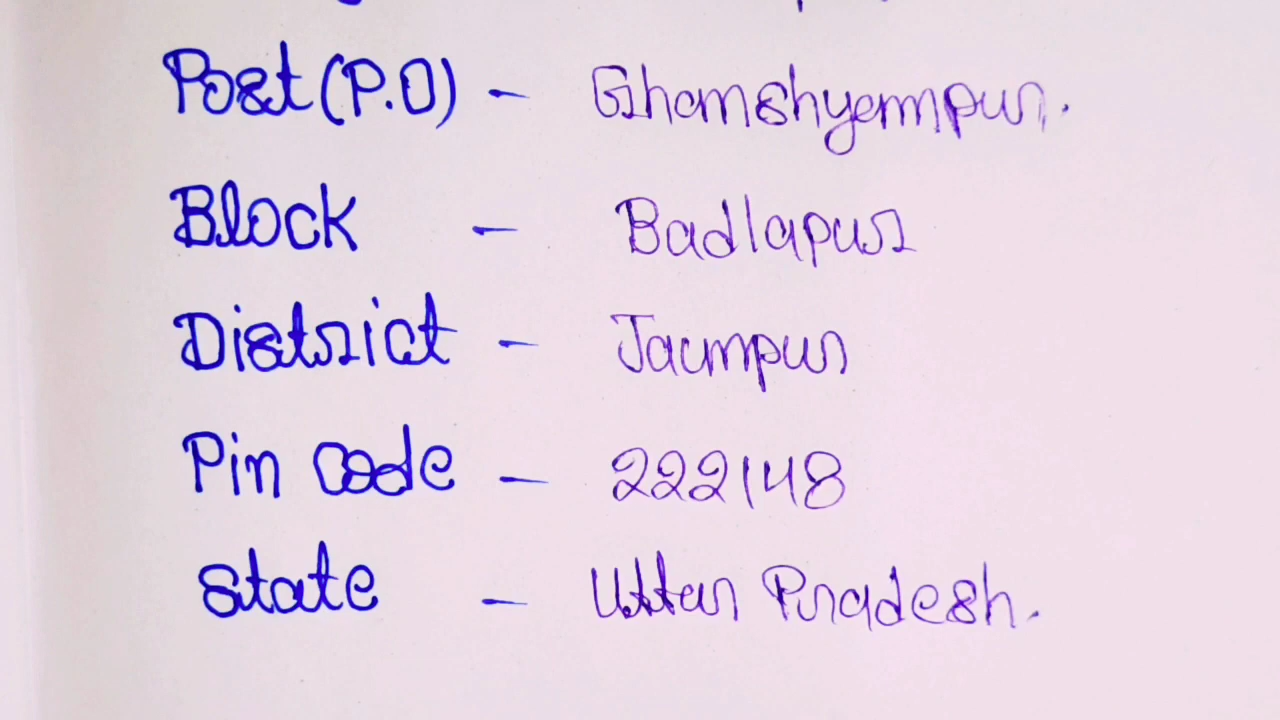 Post (P.O) - Ghanshyampur.
Block - Badlapur
District - Jaunpur
Pin code - 222148
State - Uttar Pradesh.